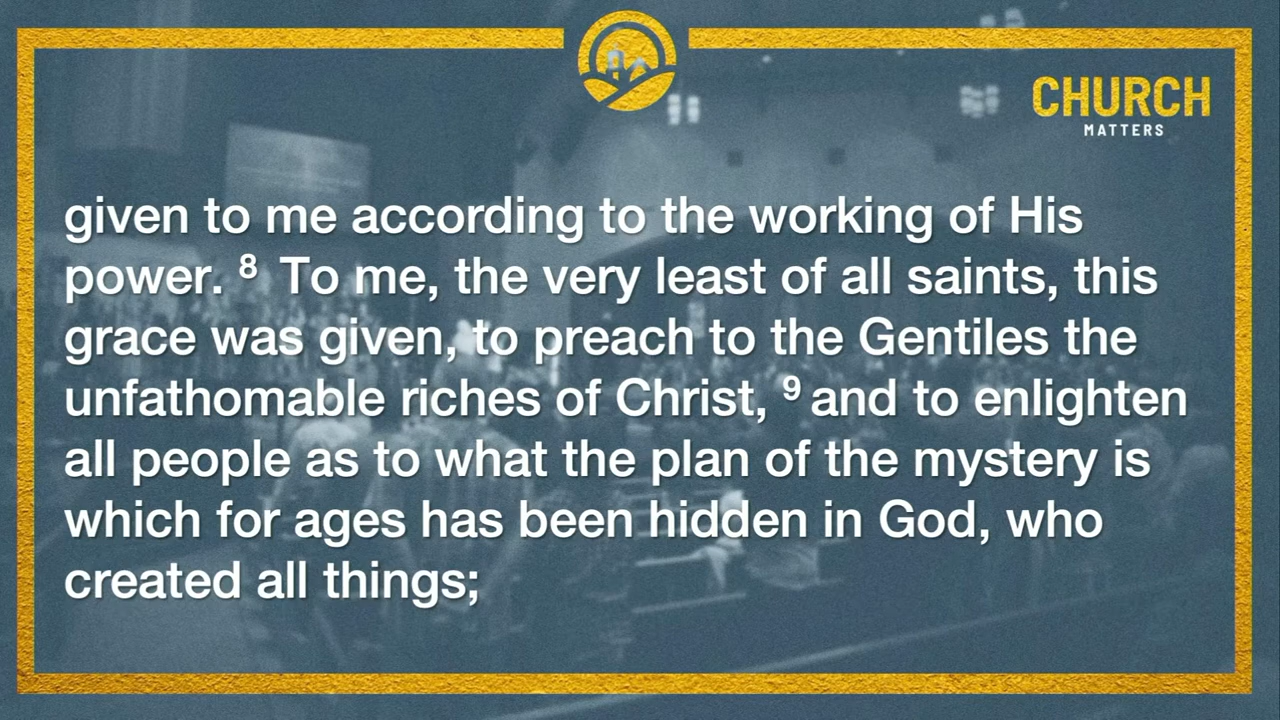 CHURCH
MATTERS
given to me according to the working of His
power. 8 To me, the very least of all saints, this
grace was given, to preach to the Gentiles the
unfathomable riches of Christ, 9 and to enlighten
all people as to what the plan of the mystery is
which for ages has been hidden in God, who
created all things;